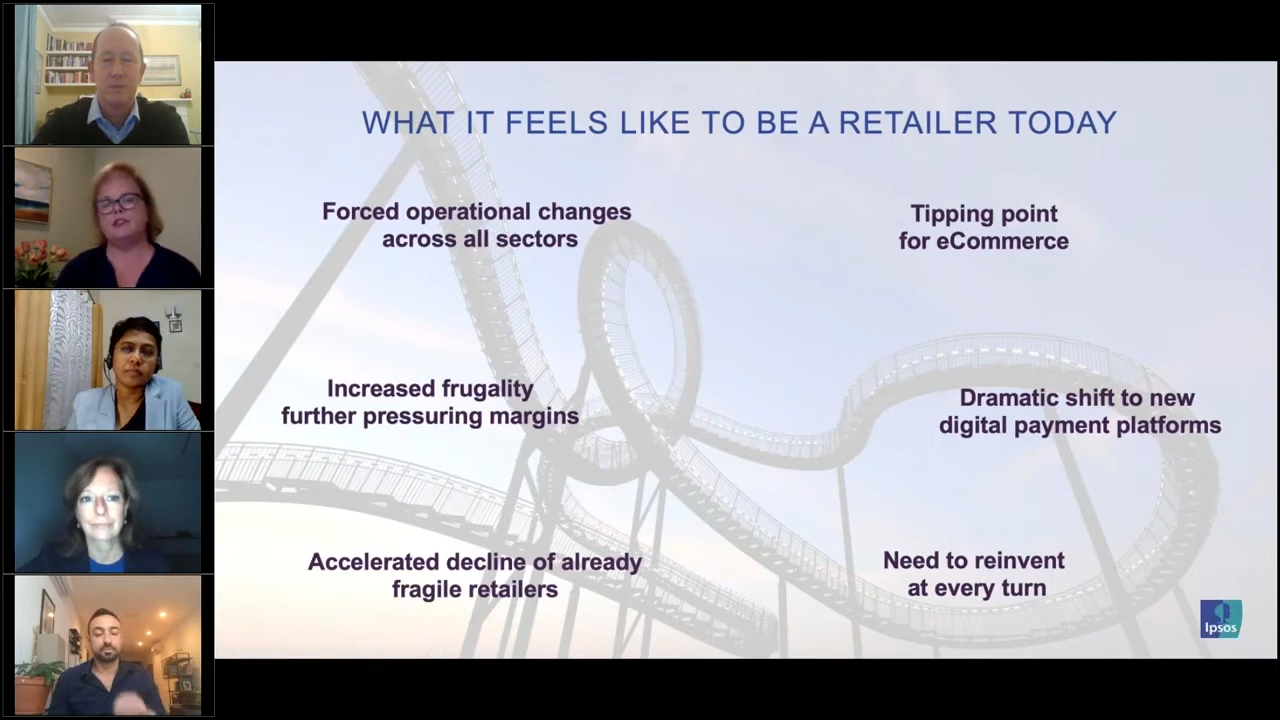 WHAT IT FEELS LIKE TO BE A RETAILER TODAY
Forced operational changes
across all sectors
Tipping point
for eCommerce
Increased frugality
further pressuring margins
Dramatic shift to new
digital payment platforms
Accelerated decline of already
fragile retailers
Need to reinvent
at every turn
Ipsos